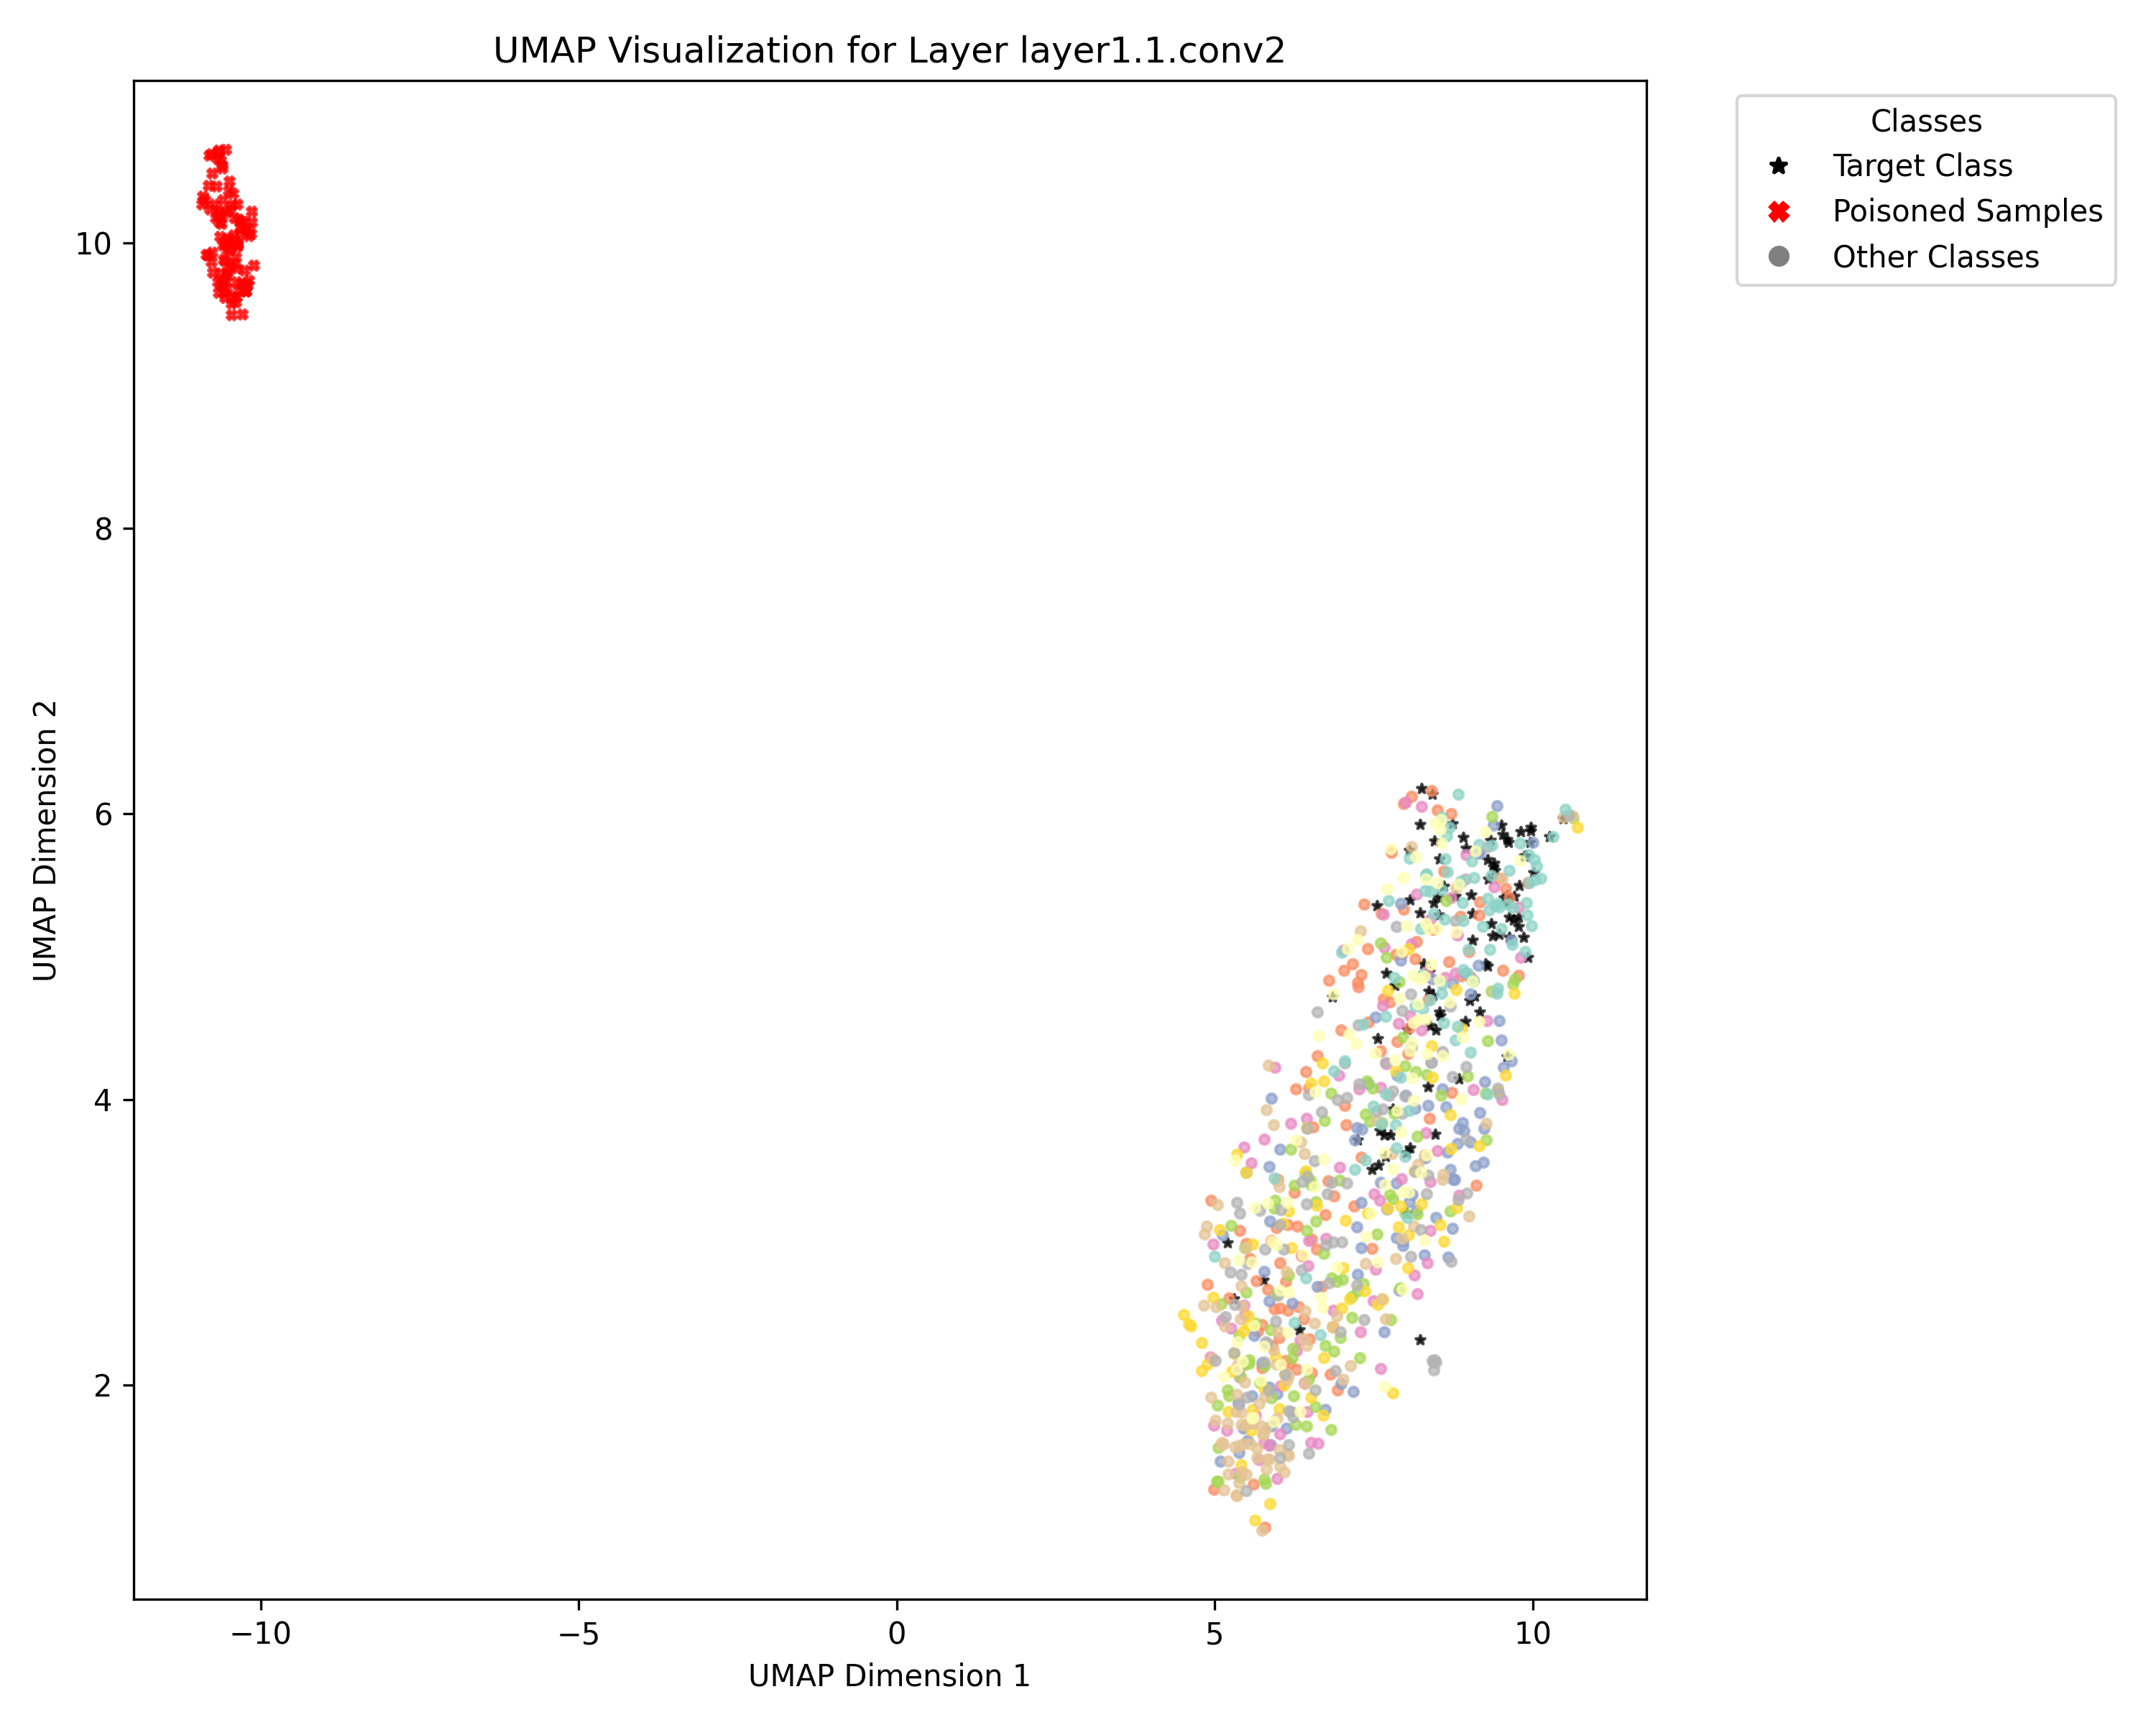 UMAP Visualization for Layer layer1.1.conv2
Classes
Target Class
Poisoned Samples
Other Classes
UMAP Dimension 2
10
8
6
4
2
−10
−5
0
5
10
UMAP Dimension 1